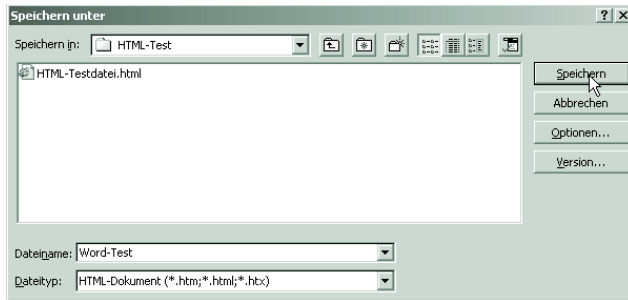 Speichern unter
Speichern in: HTML-Test
HTML-Testdatei.html
Speichern
Abbrechen
Optionen...
Version...
Dateiname: Word-Test
Dateityp: HTML-Dokument (*.htm;*.html;*.htx)